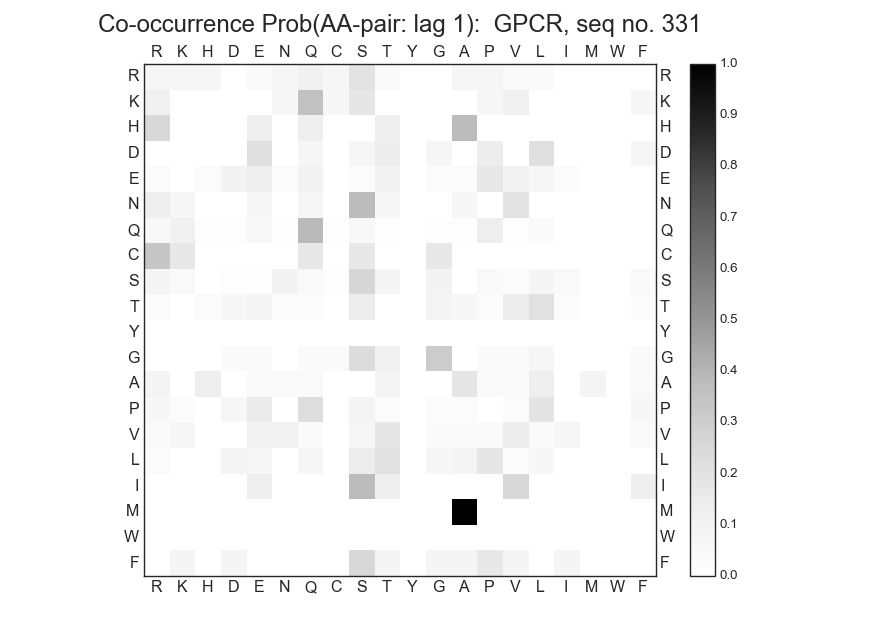 Co-occurrence Prob(AA-pair: lag 1):  GPCR, seq no. 331
R K H D E N Q C S T Y G A P V L I M W F
R R 1.0
K K 0.9
H H
D D 0.8
E E 0.7
N N
Q Q 0.6
C C
S S 0.5
T T
Y Y 0.4
G G
A A 0.3
P P
V V
L L 0.2
I I
M M 0.1
W W
F F 0.0
R K H D E N Q C S T Y G A P V L I M W F